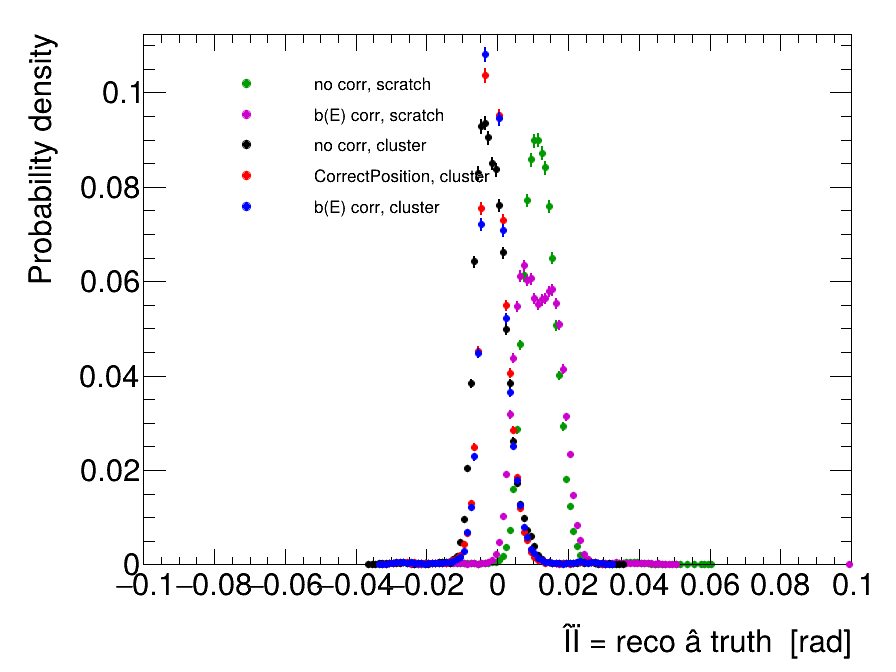 Probability density
0.1
0.08
0.06
0.04
0.02
0
no corr, scratch
b(E) corr, scratch
no corr, cluster
CorrectPosition, cluster
b(E) corr, cluster
−0.1 −0.08 −0.06 −0.04 −0.02 0 0.02 0.04 0.06 0.08 0.1
ÎÏ = reco â truth [rad]